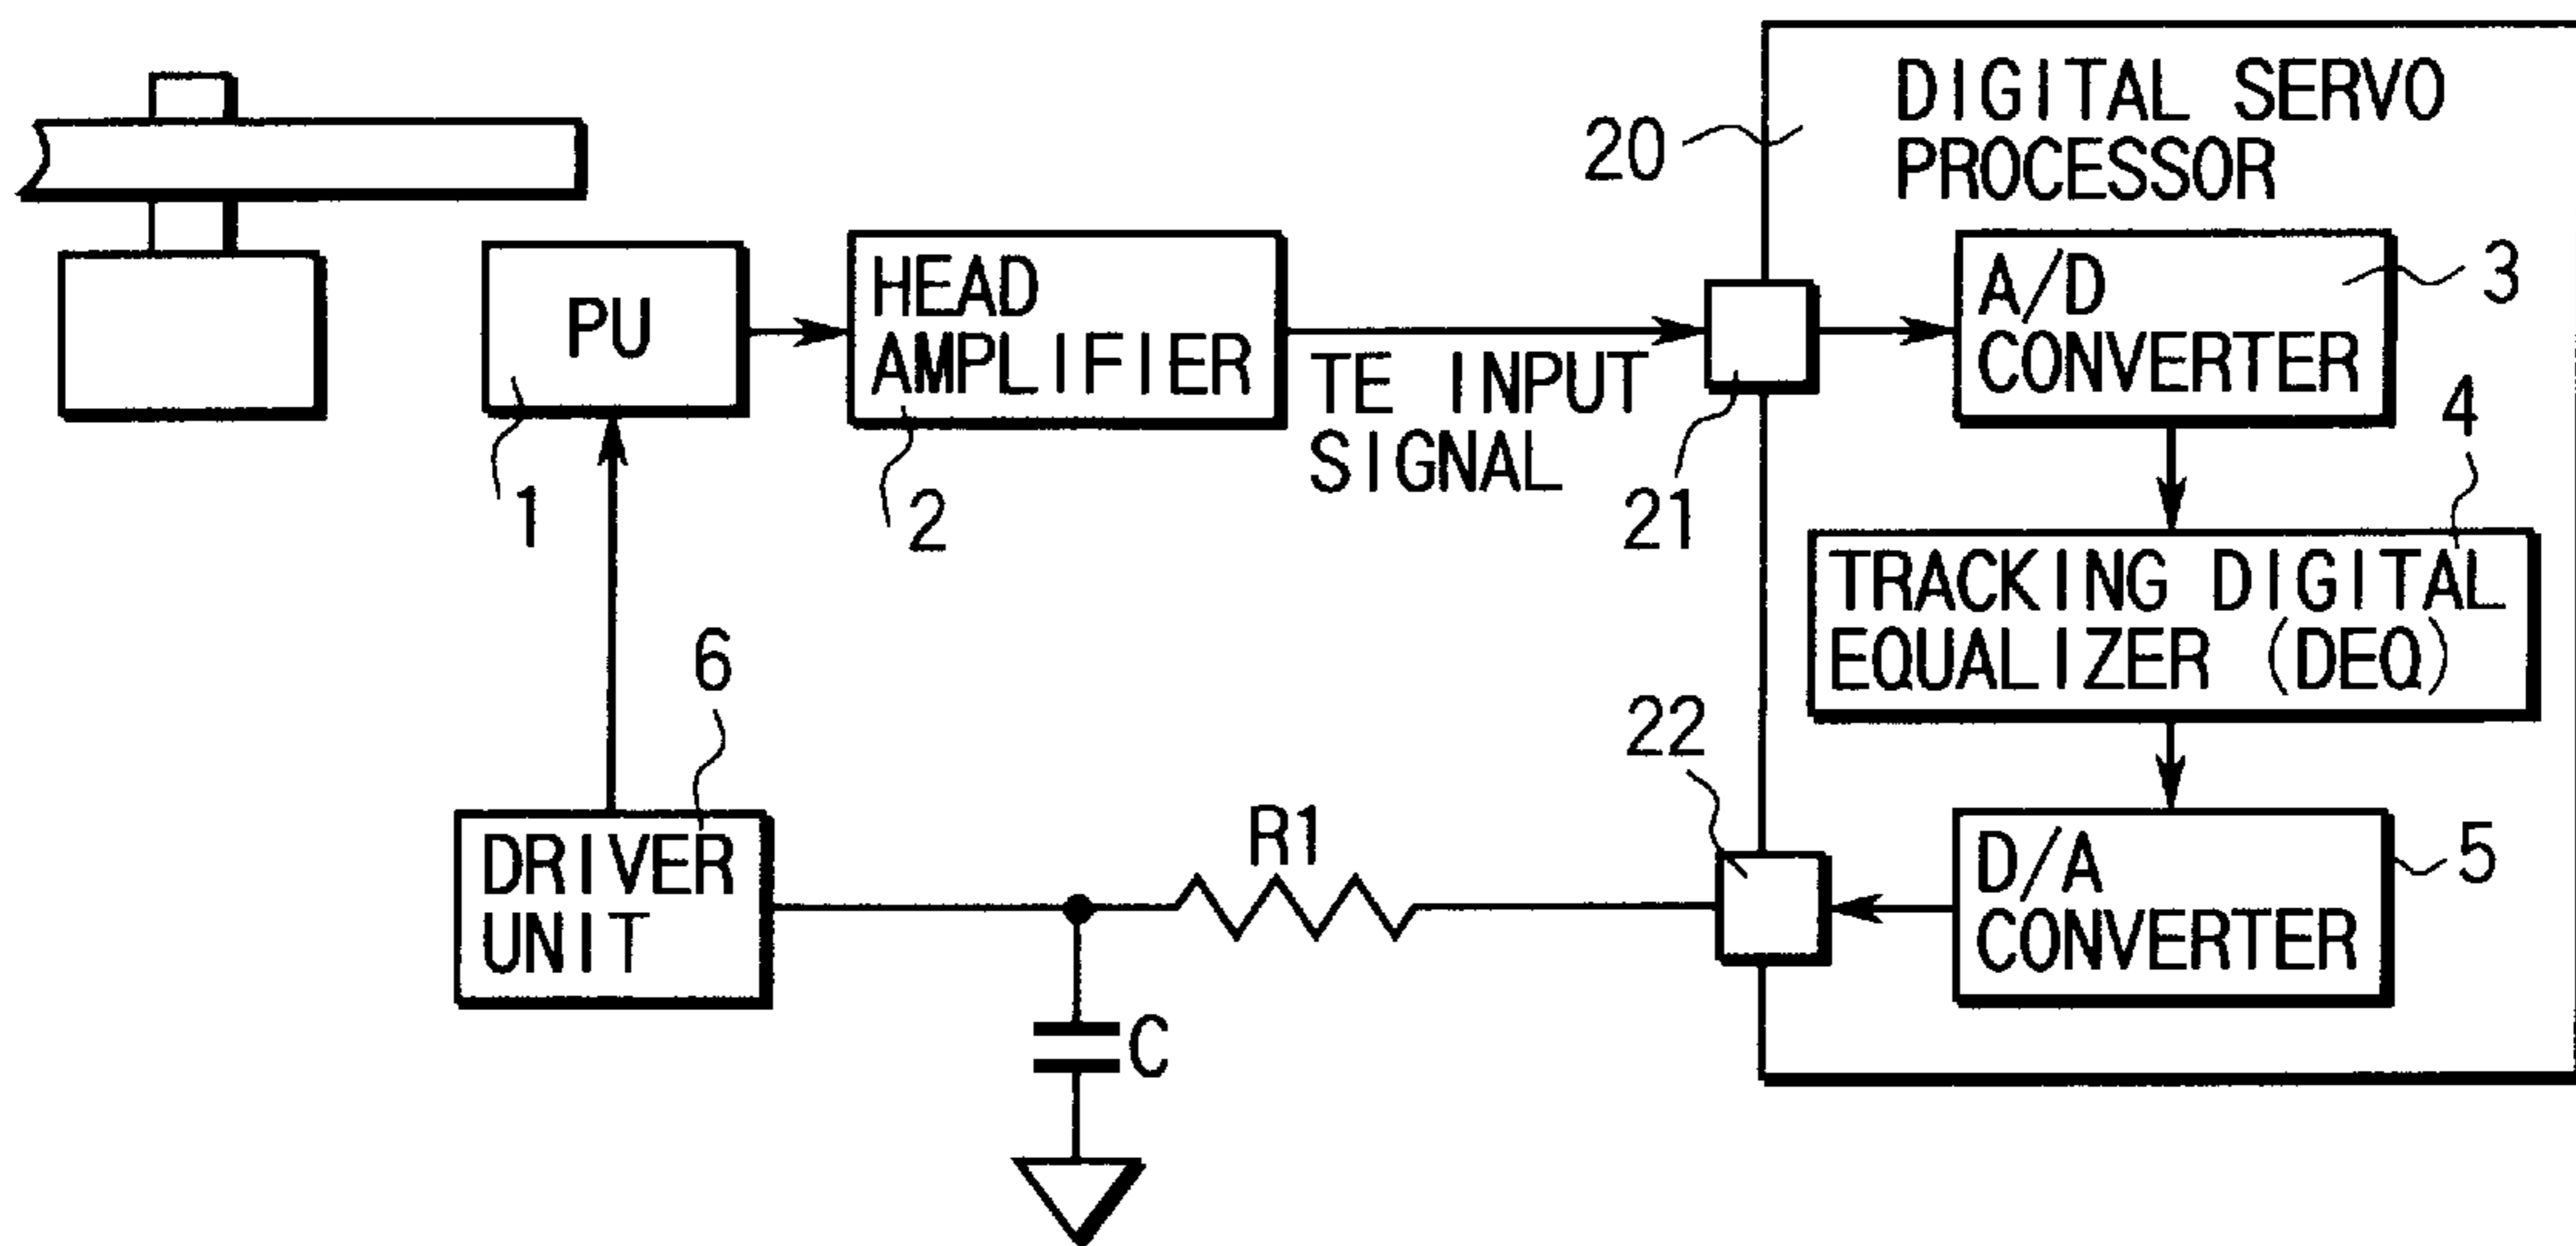 DIGITAL SERVO
PROCESSOR
20
PU
HEAD
AMPLIFIER
A/D
CONVERTER
3
TE INPUT
SIGNAL
1
2
21
4
TRACKING DIGITAL
EQUALIZER (DEQ)
6
22
DRIVER
UNIT
R1
D/A
CONVERTER
5
C